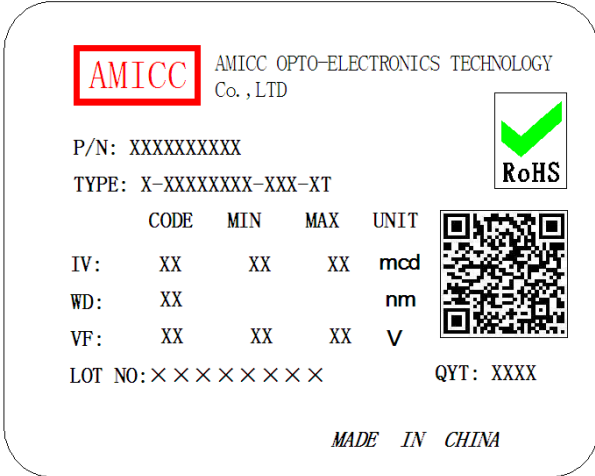 AMICC
AMICC OPTO-ELECTRONICS TECHNOLOGY
Co.,LTD
RoHS
P/N: XXXXXXXXXX
TYPE: X-XXXXXXXX-XXX-XT
CODE MIN MAX UNIT
IV: XX XX XX mcd
WD: XX nm
VF: XX XX XX V
LOT NO:×××××××× QYT: XXXX
MADE IN CHINA